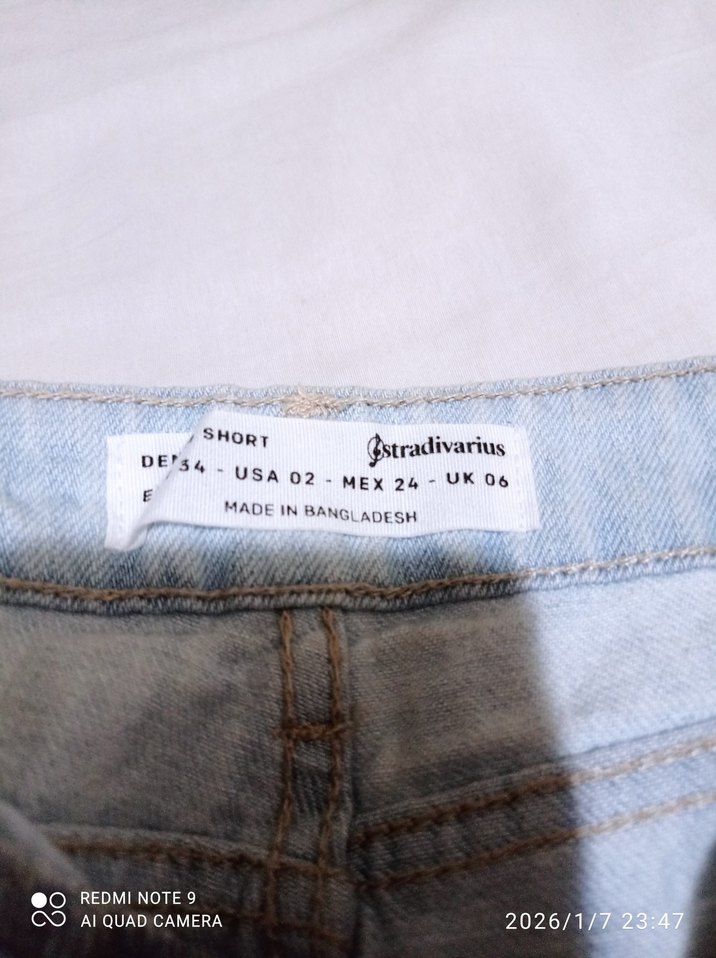 SHORT
stradivarius
34 - USA 02 - MEX 24 - UK 06
MADE IN BANGLADESH
REDMI NOTE 9
AI QUAD CAMERA
2026/1/7 23:47